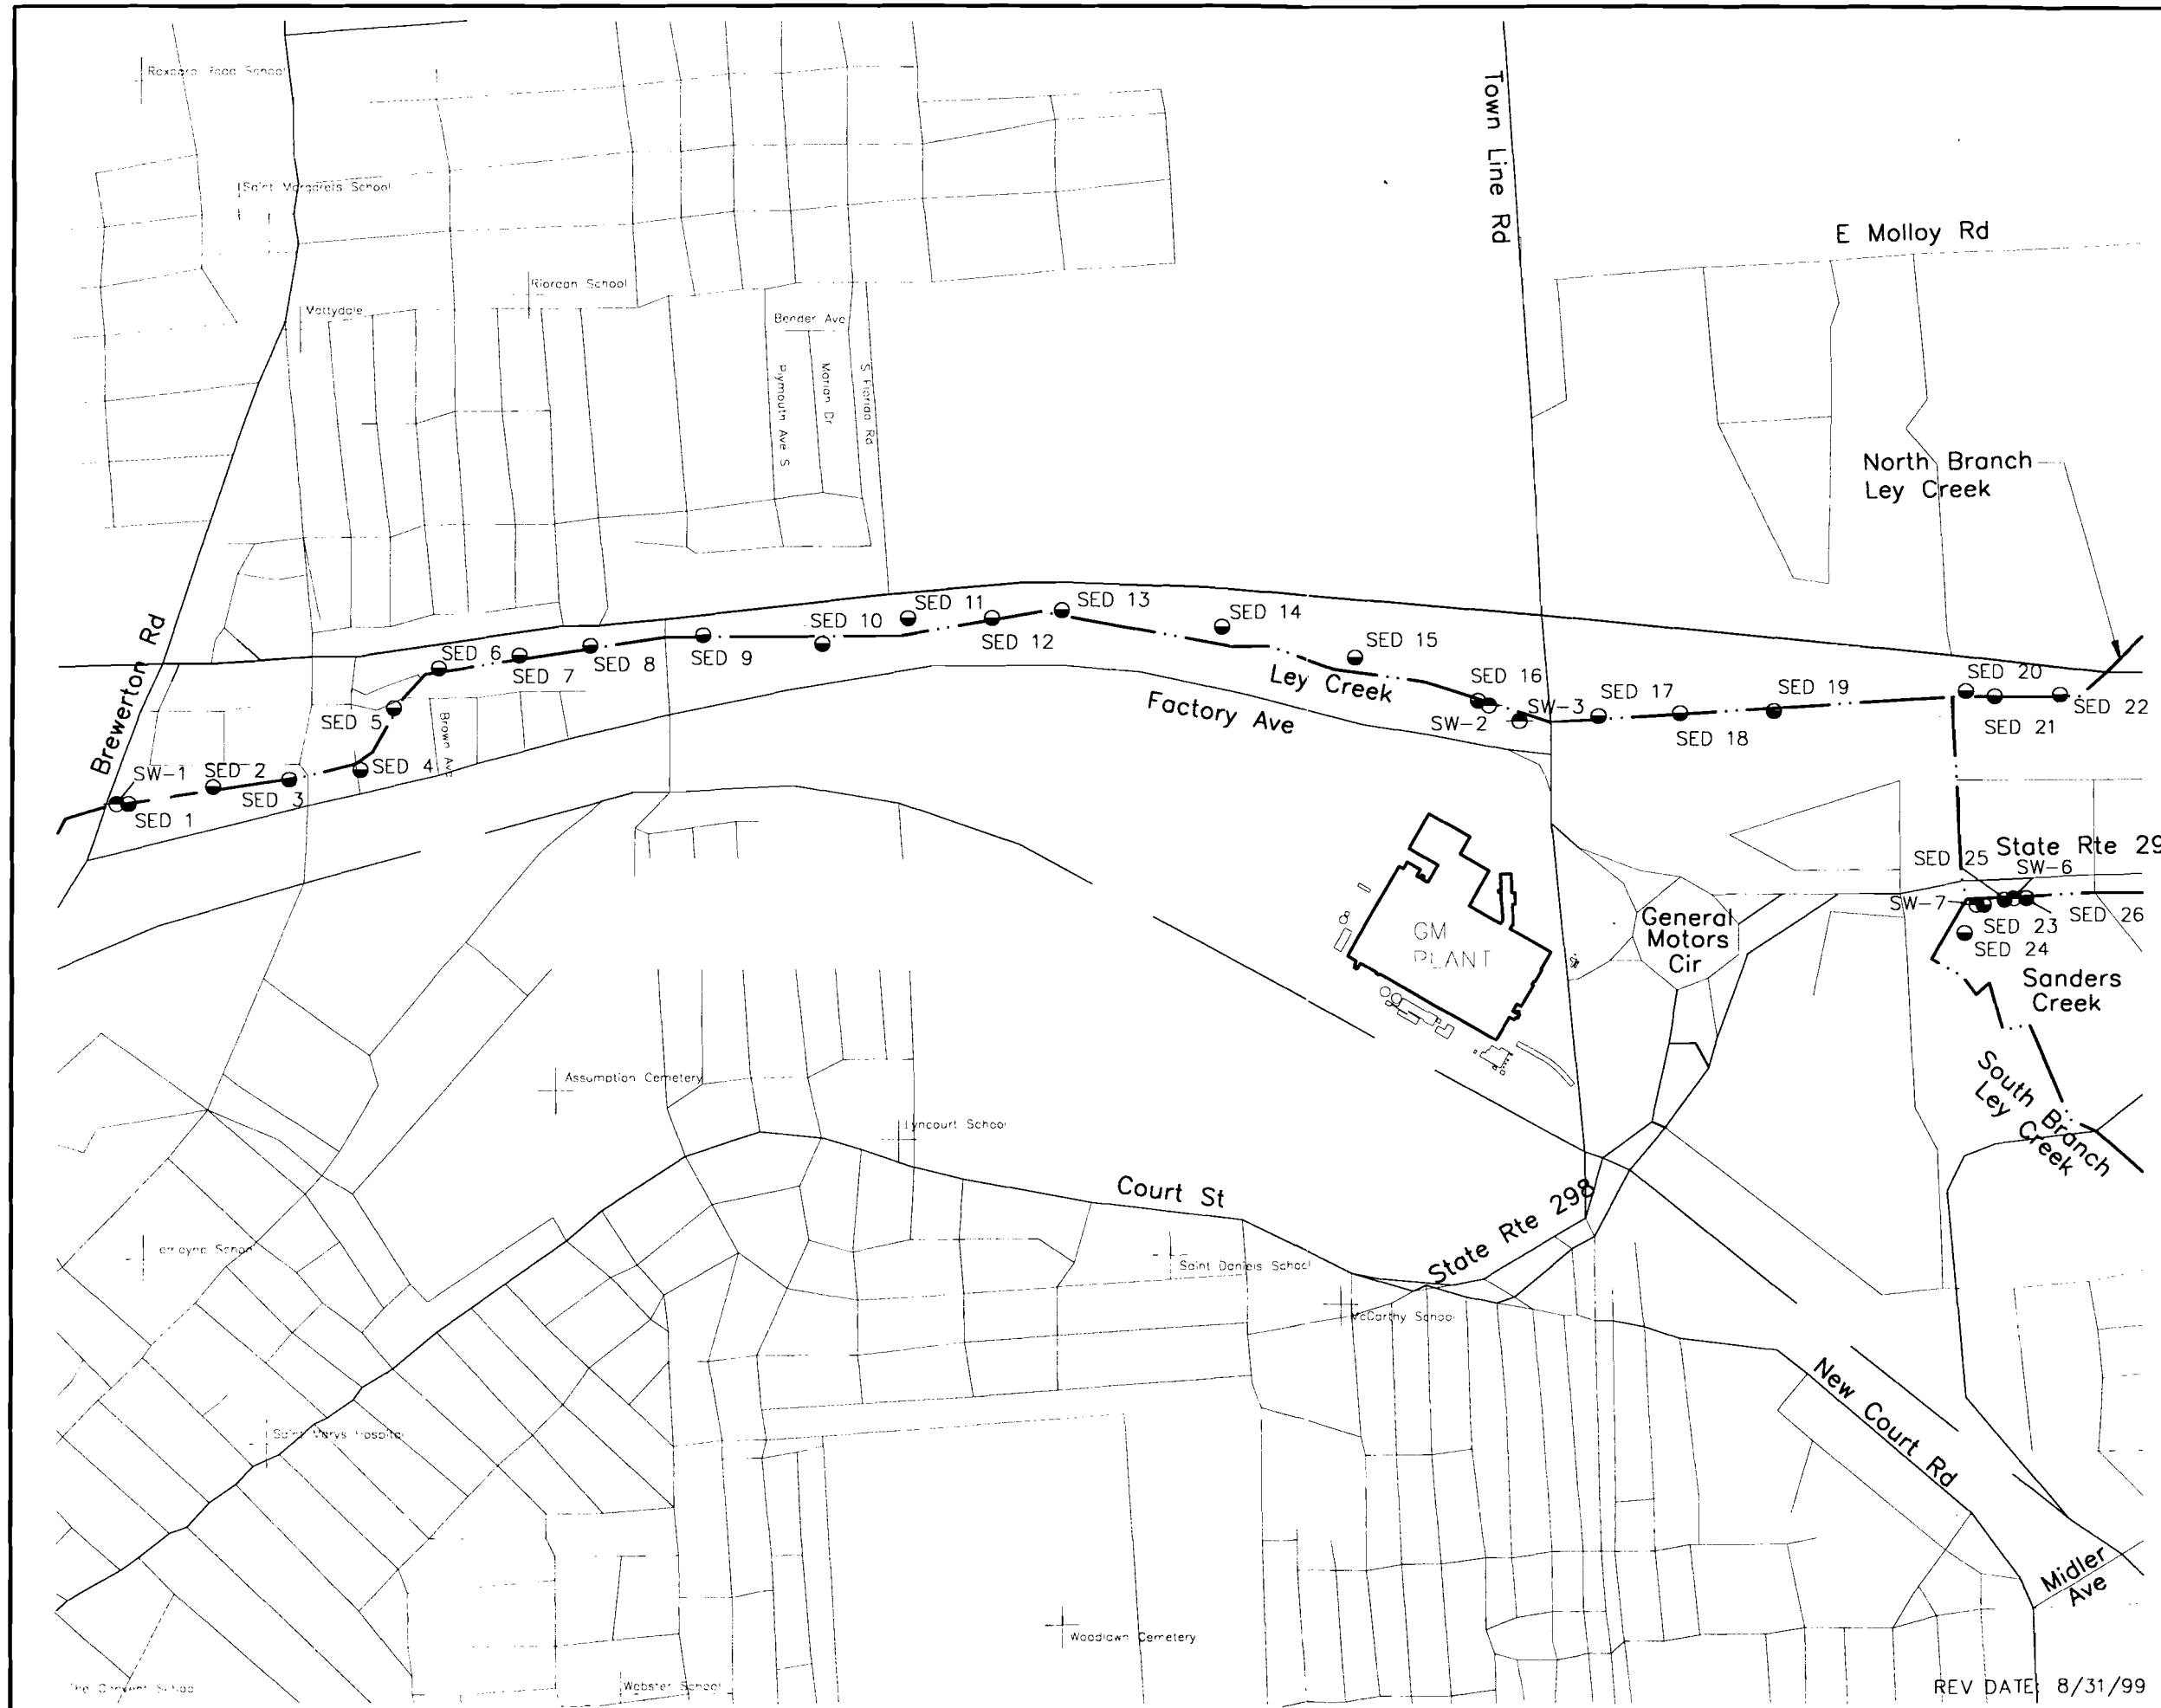 Saint Margarets School
Town Line Rd
E Molloy Rd
Riordan School
Mattydale
Bender Ave
Plymouth Ave S
Marian Dr
S Florian Rd
North Branch
Ley Creek
Brewerton Rd
SW-1
SED 1
SED 2
SED 3
SED 4
SED 5
SED 6
SED 7
SED 8
SED 9
SED 10
SED 11
SED 12
SED 13
SED 14
SED 15
SED 16
SW-2
SW-3
SED 17
SED 18
SED 19
SED 20
SED 21
SED 22
Brown Ave
Ley Creek
Factory Ave
State Rte 29
SED 25
SW-6
SW-7
SED 23
SED 26
SED 24
GM
PLANT
General
Motors
Cir
Sanders
Creek
South Branch
Ley Creek
Assumption Cemetery
Lyncourt School
Court St
State Rte 298
Saint Daniels School
McCarthy School
Saint Marys Hospital
New Court Rd
Midler
Ave
Woodlawn Cemetery
Webster School
REV DATE: 8/31/99